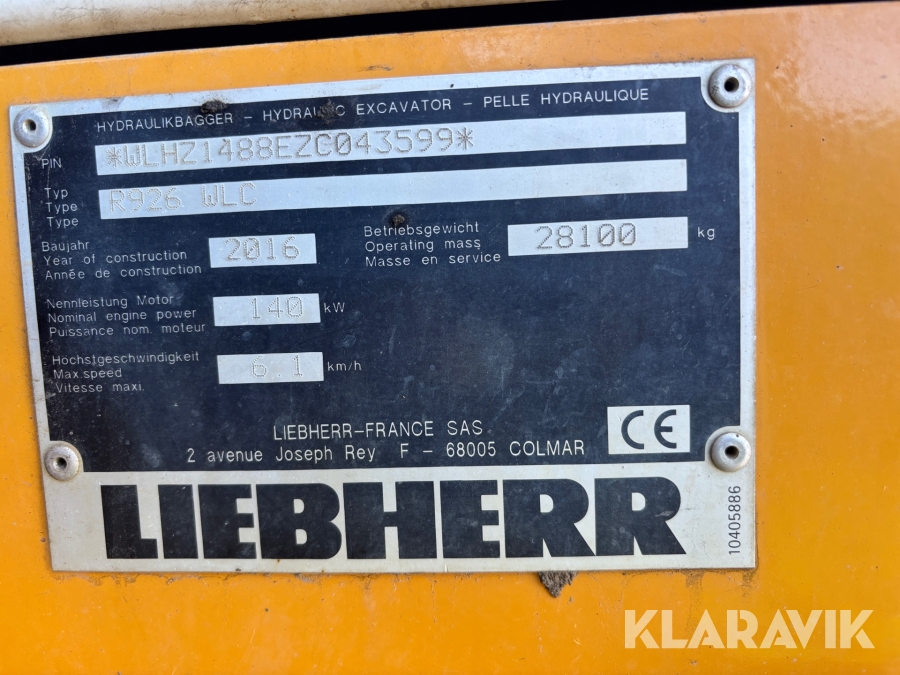 HYDRAULIKBAGGER - HYDRAULIC EXCAVATOR - PELLE HYDRAULIQUE
PIN *WLHZ1488EZC043599*
Typ
Type R926 WLC
Type
Baujahr
Year of construction 2016
Année de construction
Betriebsgewicht
Operating mass 28100 kg
Masse en service
Nennleistung Motor
Nominal engine power 140 kW
Puissance nom. moteur
Höchstgeschwindigkeit
Max.speed 6.1 km/h
Vitesse maxi.
LIEBHERR-FRANCE SAS
2 avenue Joseph Rey F - 68005 COLMAR
CE
LIEBHERR
10405886
KLARAVIK